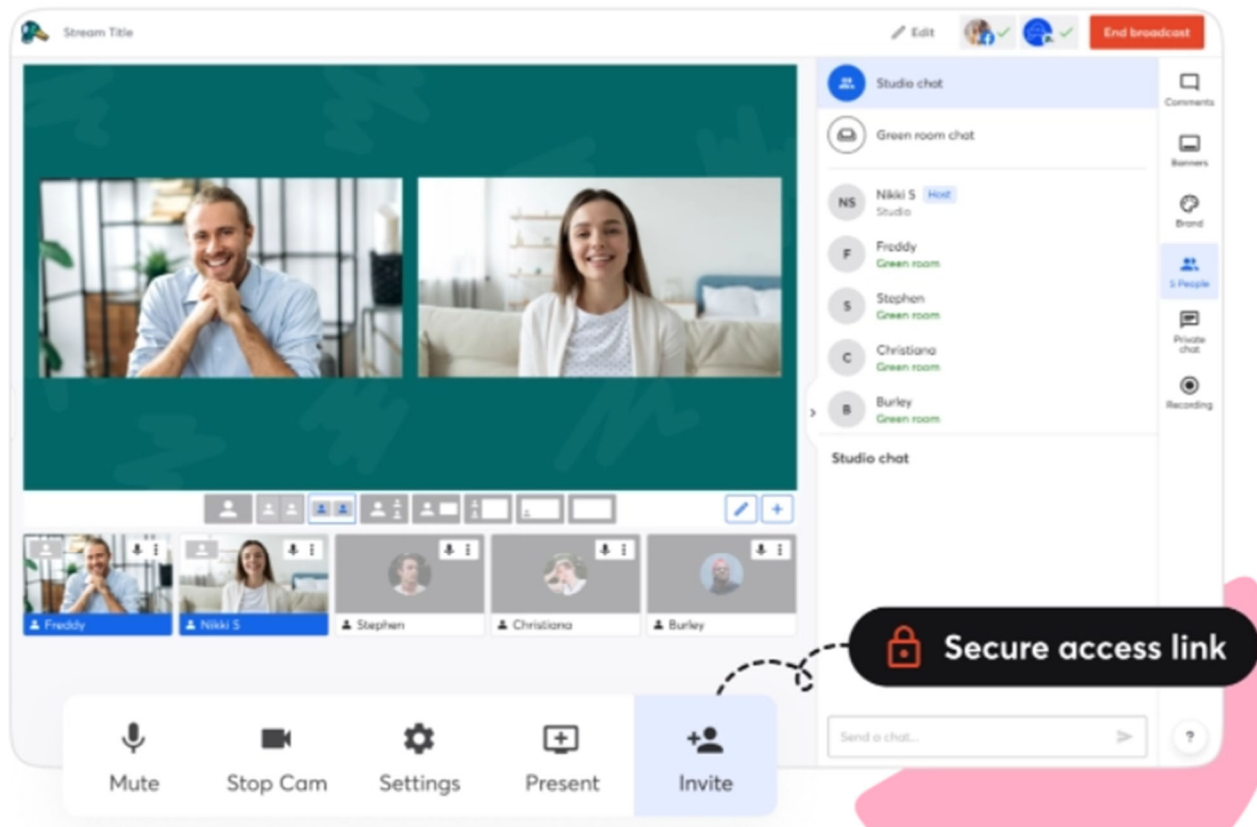 Stream Title
Edit
End broadcast
Studio chat
Green room chat
NS
Nikki S Host
Studio
F
Freddy
Green room
S
Stephen
Green room
C
Christiana
Green room
B
Burley
Green room
Studio chat
Comments
Banners
Brand
5 People
Private
chat
Recording
Freddy
Nikki S
Stephen
Christiana
Burley
Secure access link
Send a chat...
?
Mute
Stop Cam
Settings
Present
Invite